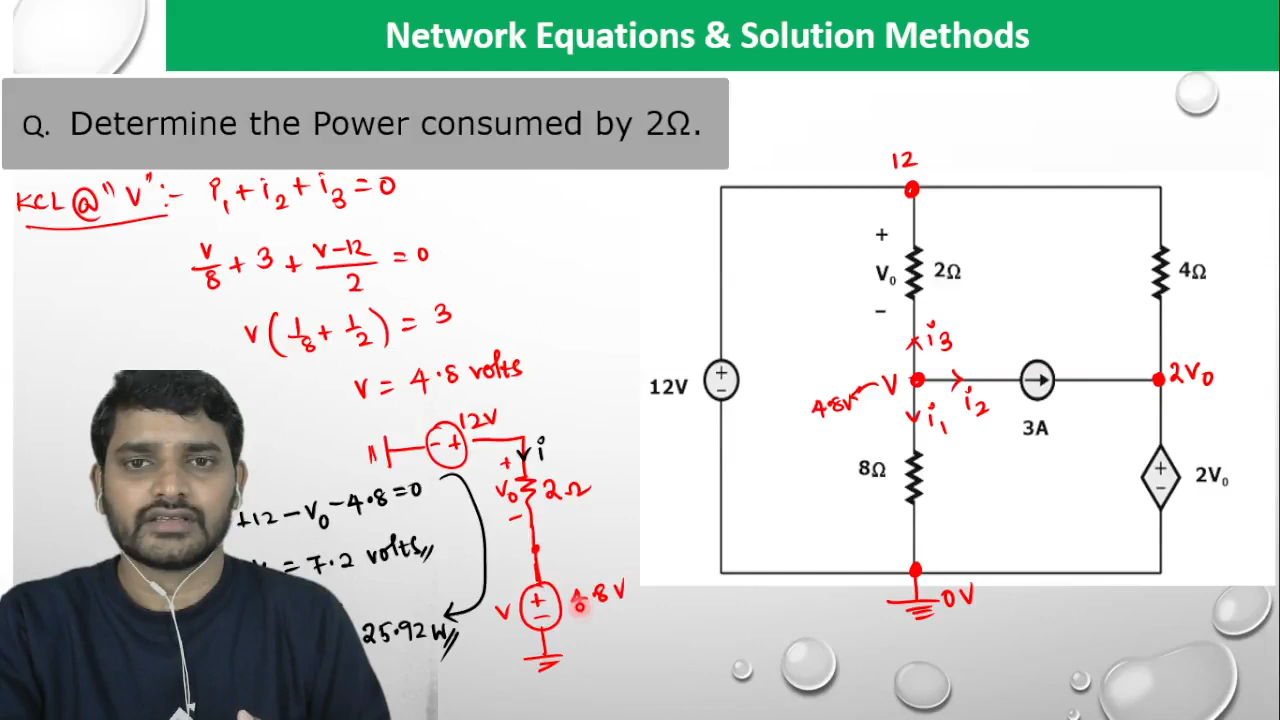 Network Equations & Solution Methods
Q. Determine the Power consumed by 2Ω.
KCL @ "V" :- i₁ + i₂ + i₃ = 0
V/8 + 3 + (V-12)/2 = 0
V(1/8 + 1/2) = 3
V = 4.8 volts
12V
i
+
V₀
2Ω
-
+12 - V₀ - 4.8 = 0
= 7.2 volts
25.92 W
V
+
-
.8V
12
+
V₀
2Ω
-
4Ω
i₃
12V
+
-
4.8V
V
i₂
i₁
3A
2V₀
8Ω
+
-
2V₀
0V